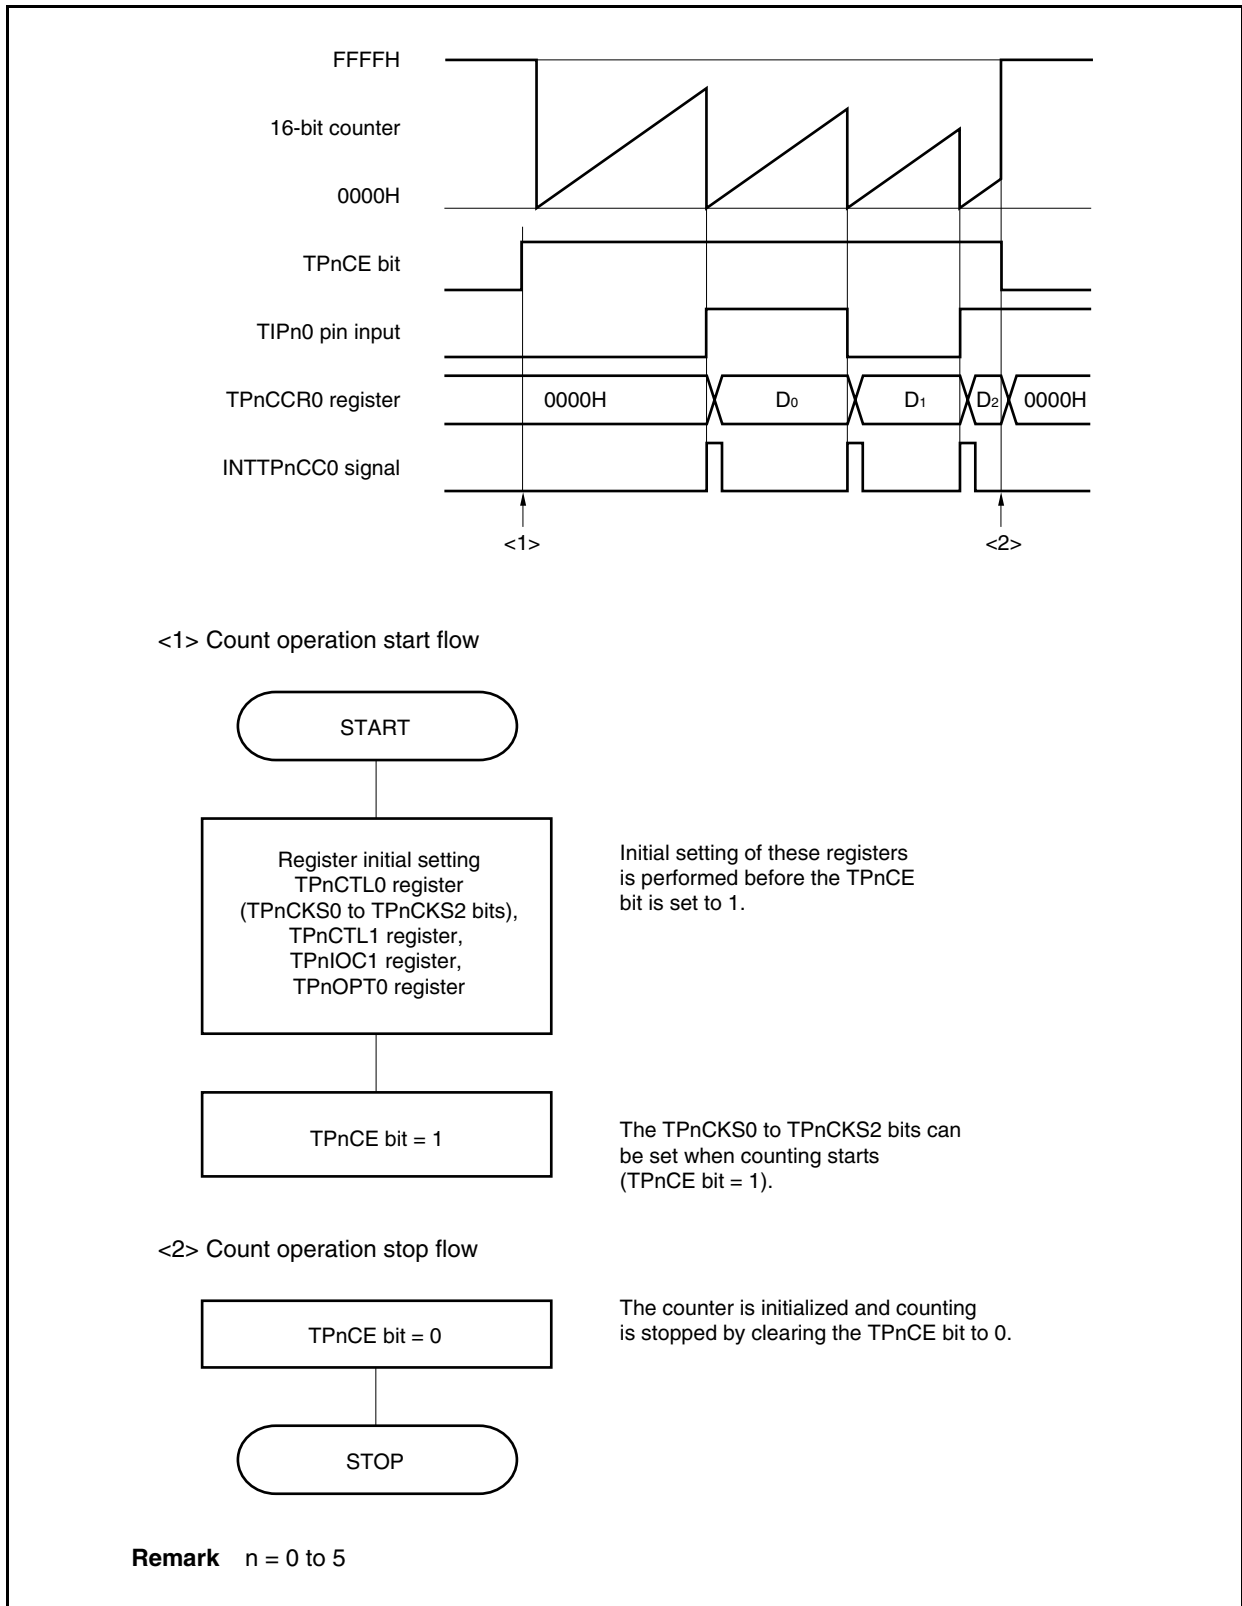 FFFFH
16-bit counter
0000H
TPnCE bit
TIPn0 pin input
TPnCCR0 register
0000H D0 D1 D2 0000H
INTTPnCC0 signal
<1> <2>
<1> Count operation start flow
START
Register initial setting
TPnCTL0 register
(TPnCKS0 to TPnCKS2 bits),
TPnCTL1 register,
TPnIOC1 register,
TPnOPT0 register
Initial setting of these registers
is performed before the TPnCE
bit is set to 1.
TPnCE bit = 1
The TPnCKS0 to TPnCKS2 bits can
be set when counting starts
(TPnCE bit = 1).
<2> Count operation stop flow
TPnCE bit = 0
The counter is initialized and counting
is stopped by clearing the TPnCE bit to 0.
STOP
Remark n = 0 to 5